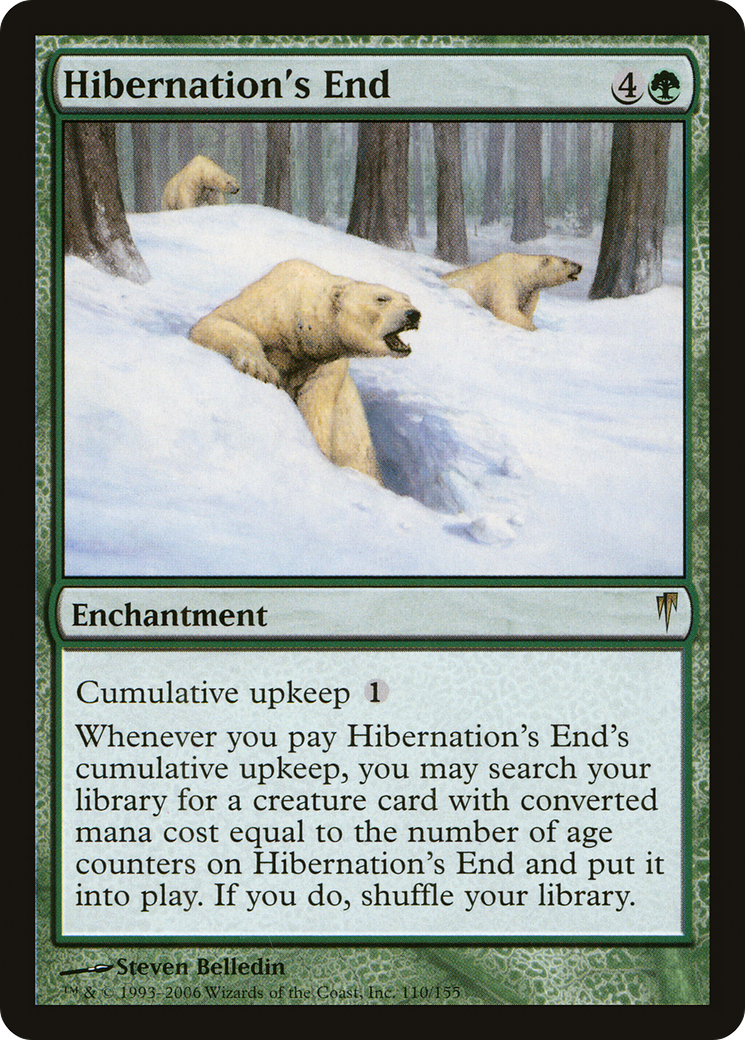 Hibernation's End 4
Enchantment
Cumulative upkeep 1
Whenever you pay Hibernation's End's
cumulative upkeep, you may search your
library for a creature card with converted
mana cost equal to the number of age
counters on Hibernation's End and put it
into play. If you do, shuffle your library.
Steven Belledin
™ & © 1993–2006 Wizards of the Coast, Inc. 110/155